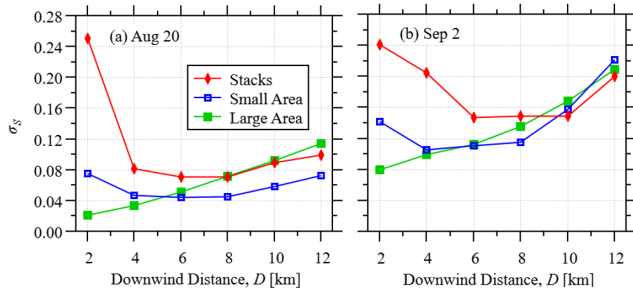 (a) Aug 20
(b) Sep 2
σS
0.28
0.24
0.20
0.16
0.12
0.08
0.04
0.00
Stacks
Small Area
Large Area
2 4 6 8 10 12
2 4 6 8 10 12
Downwind Distance, D [km]
Downwind Distance, D [km]